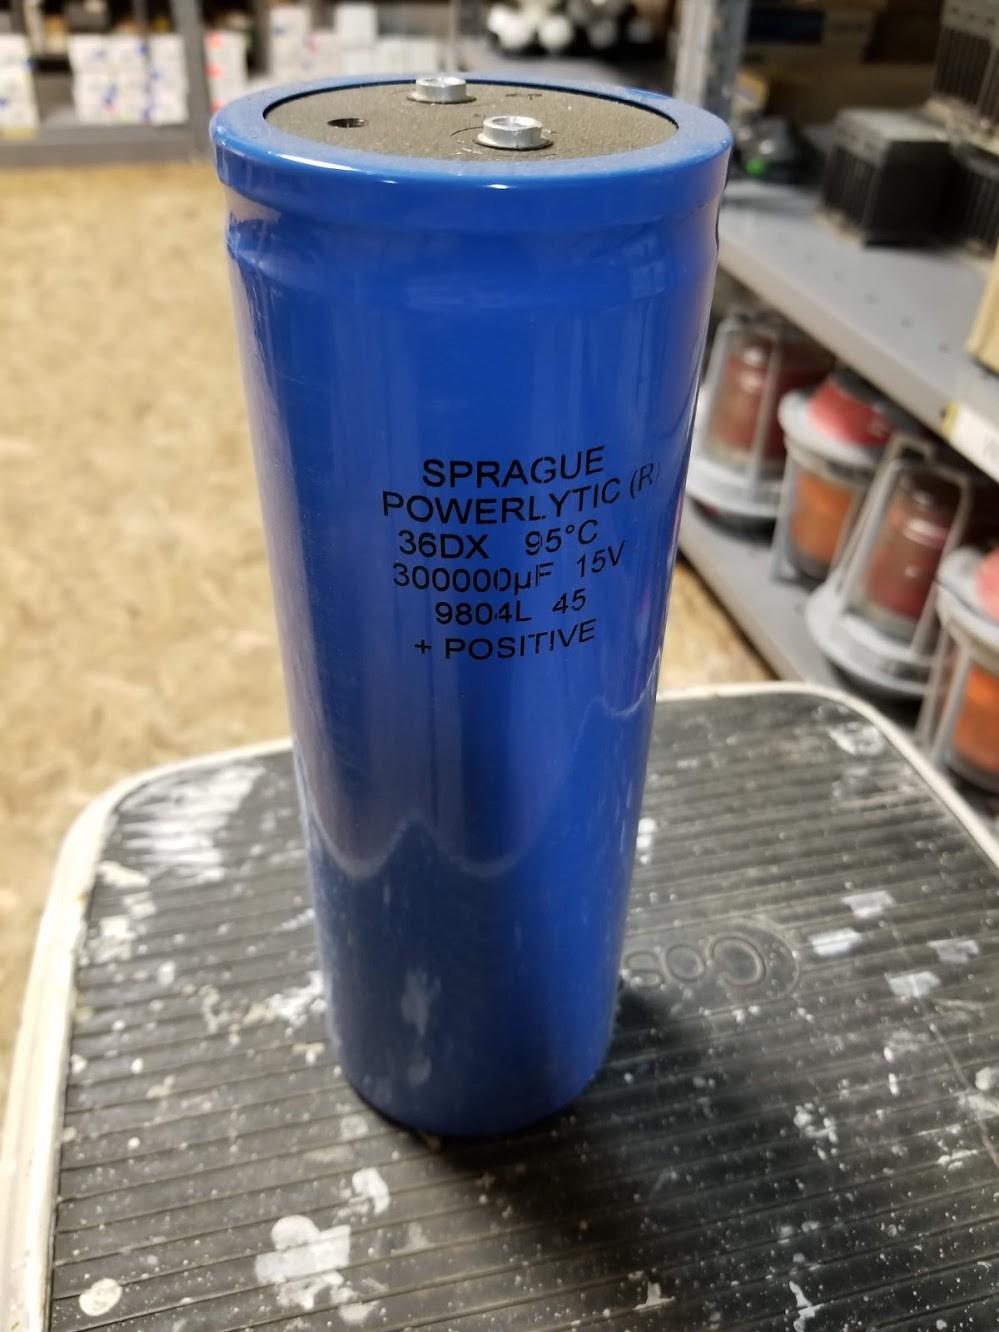 SPRAGUE
POWERLYTIC (R)
36DX 95°C
300000µF 15V
9804L 45
+ POSITIVE